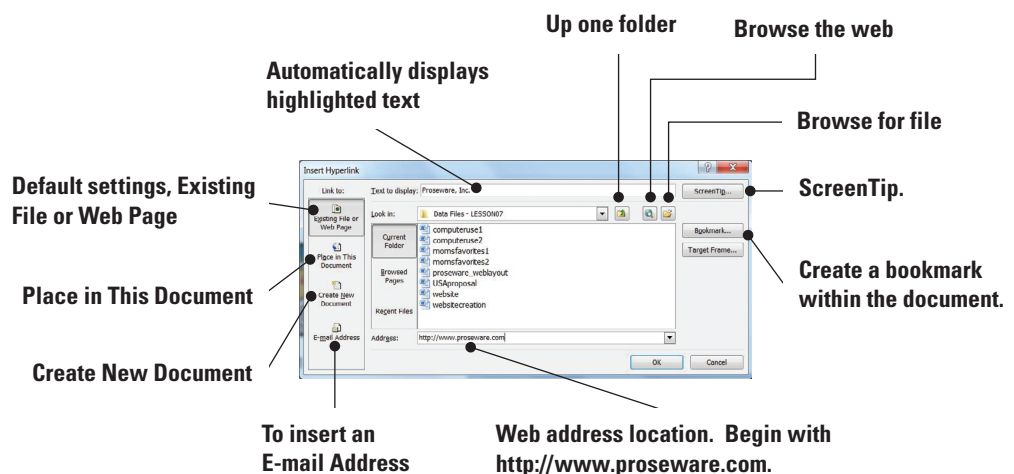 Up one folder
Browse the web
Automatically displays
highlighted text
Browse for file
Insert Hyperlink
Link to:
Text to display: Proseware, Inc.
ScreenTip...
ScreenTip.
Default settings, Existing
File or Web Page
Existing File or
Web Page
Look in:
Data Files - LESSON07
Bookmark...
Current
Folder
computeruse1
computeruse2
momsfavorites1
momsfavorites2
proseware_weblayout
USAproposal
website
websitecreation
Target Frame...
Place in This
Document
Browsed
Pages
Create a bookmark
within the document.
Place in This Document
Create New
Document
Recent Files
E-mail Address
Address:
http://www.proseware.com
OK
Cancel
Create New Document
To insert an
E-mail Address
Web address location. Begin with
http://www.proseware.com.